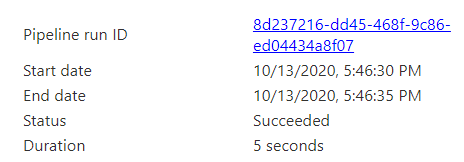 Pipeline run ID
8d237216-dd45-468f-9c86-
ed04434a8f07
Start date 10/13/2020, 5:46:30 PM
End date 10/13/2020, 5:46:35 PM
Status Succeeded
Duration 5 seconds